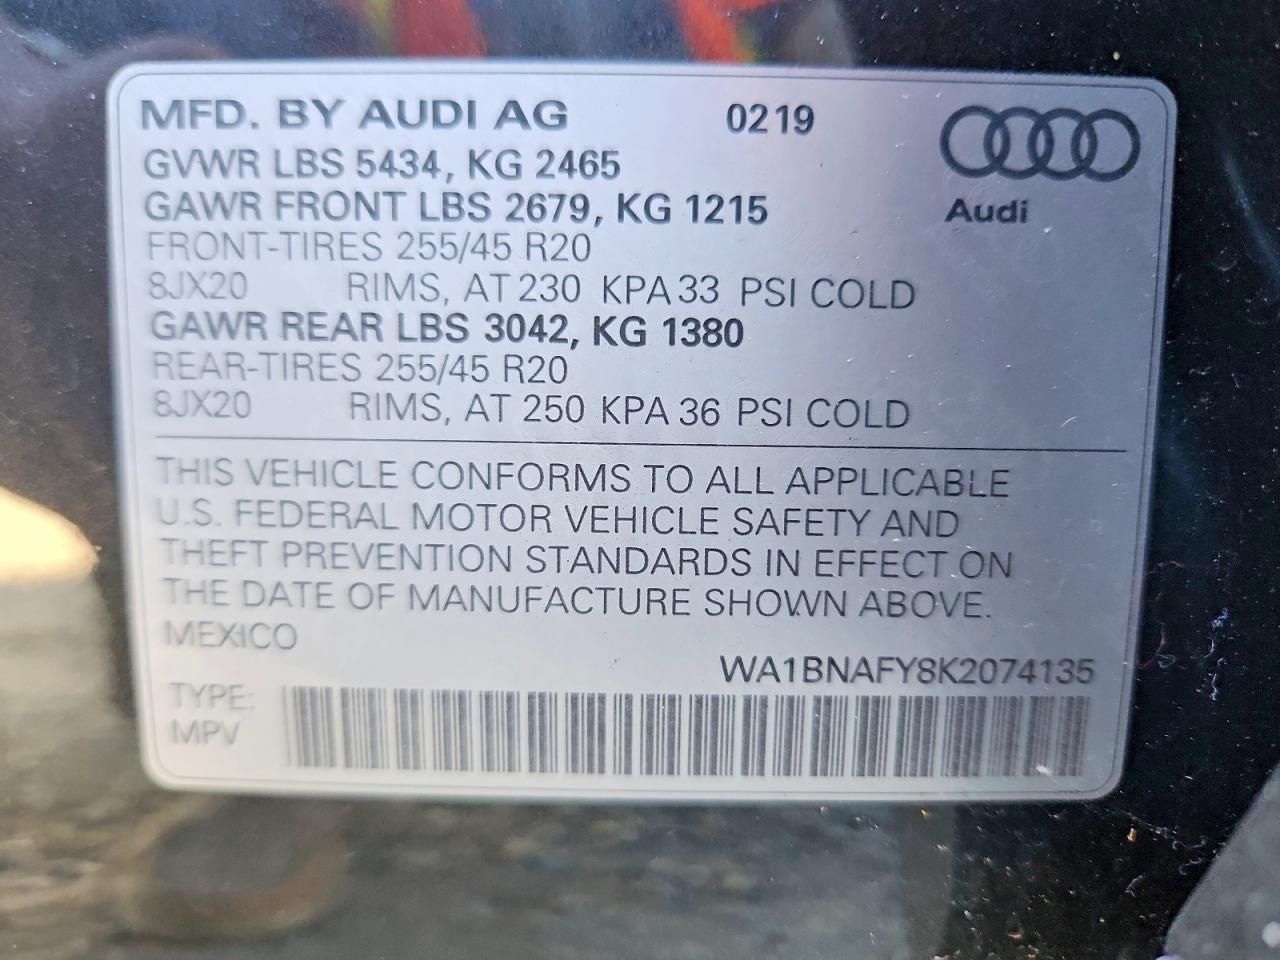 MFD. BY AUDI AG 0219
GVWR LBS 5434, KG 2465
GAWR FRONT LBS 2679, KG 1215
Audi
FRONT-TIRES 255/45 R20
8JX20 RIMS, AT 230 KPA 33 PSI COLD
GAWR REAR LBS 3042, KG 1380
REAR-TIRES 255/45 R20
8JX20 RIMS, AT 250 KPA 36 PSI COLD
THIS VEHICLE CONFORMS TO ALL APPLICABLE
U.S. FEDERAL MOTOR VEHICLE SAFETY AND
THEFT PREVENTION STANDARDS IN EFFECT ON
THE DATE OF MANUFACTURE SHOWN ABOVE.
MEXICO
WA1BNAFY8K2074135
TYPE:
MPV